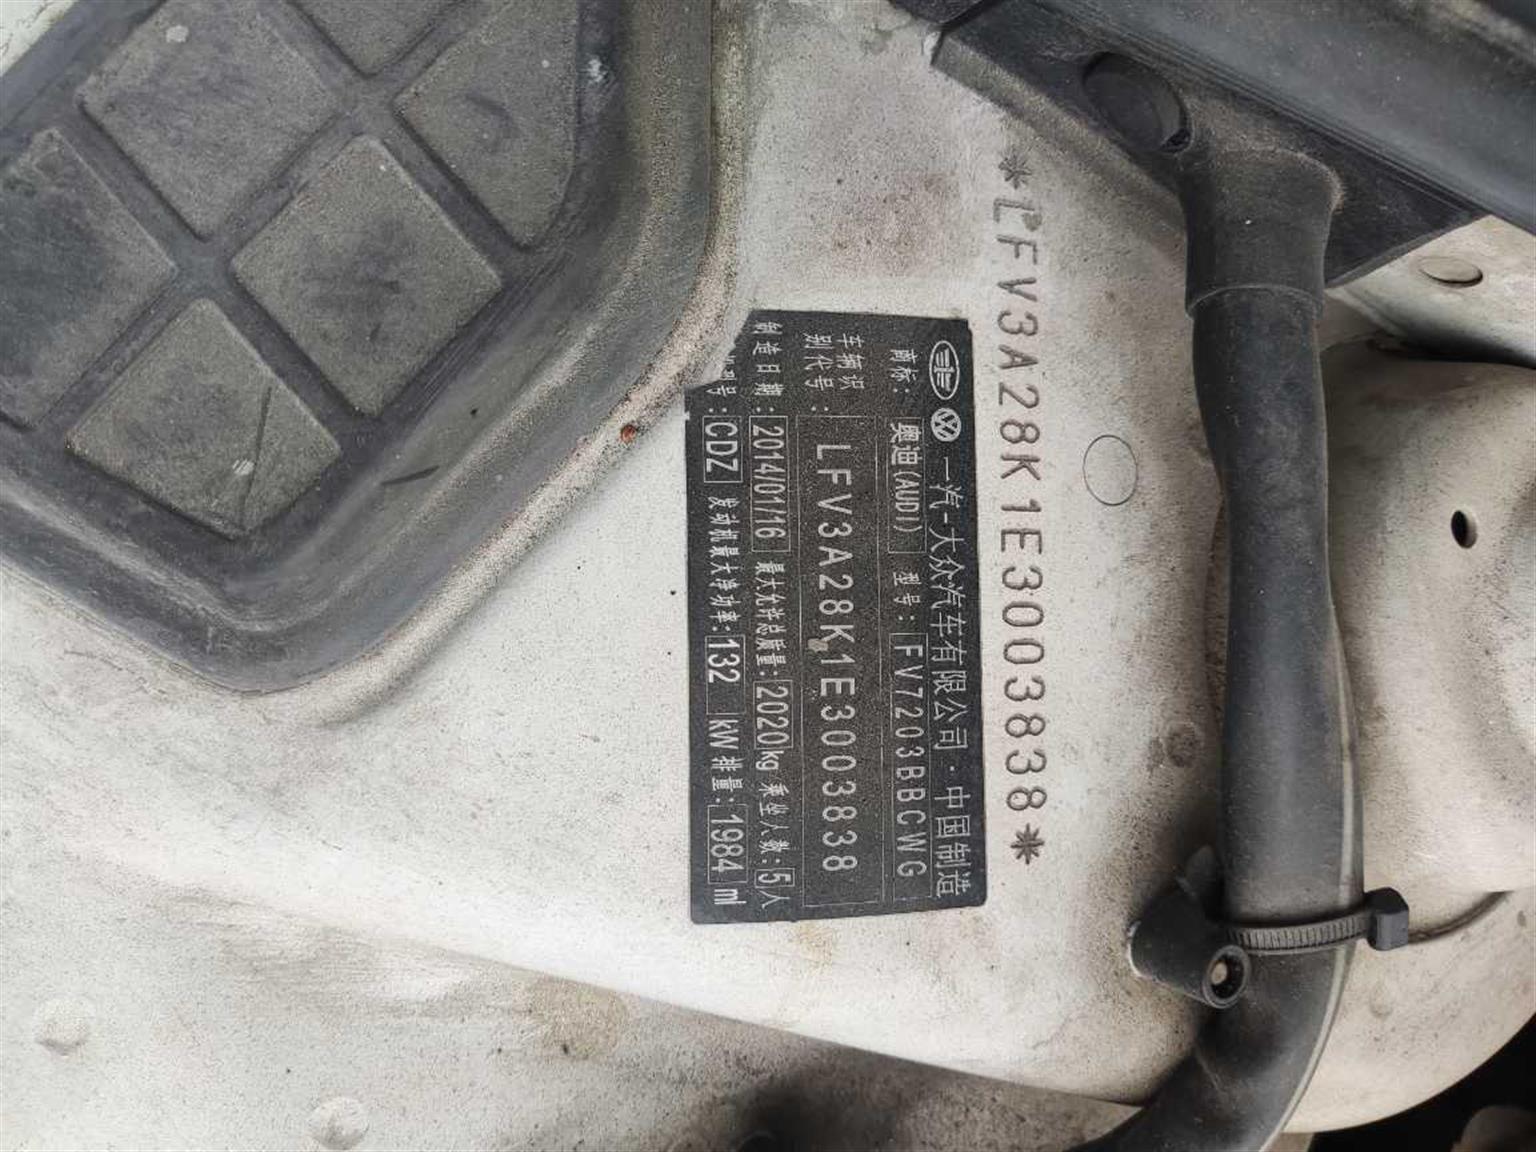 *LFV3A28K1E3003838*
一汽-大众汽车有限公司·中国制造
商标：奥迪(AUDI) 型号：FV7203BBCWG
车辆识别代号：LFV3A28K1E3003838
制造日期：2014/01/16 最大允许总质量：2020kg 乘坐人数：5人
机型号：CDZ 发动机最大净功率：132 kW 排量：1984 ml